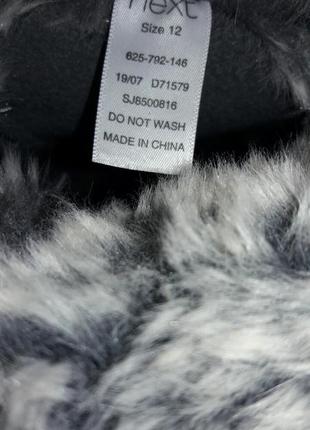 next
Size 12
625-792-146
19/07 D71579
SJ8500816
DO NOT WASH
MADE IN CHINA